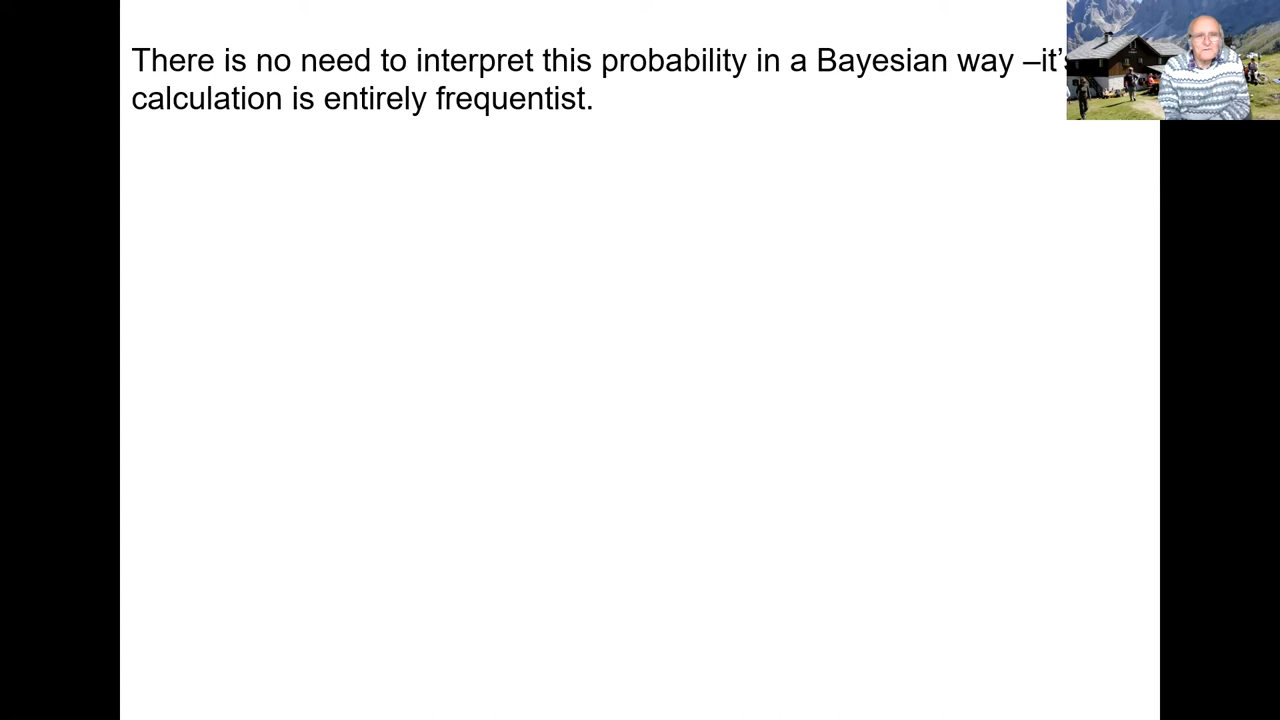 There is no need to interpret this probability in a Bayesian way –it’
calculation is entirely frequentist.